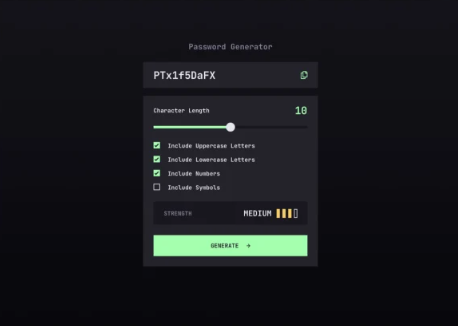 Password Generator
PTx1f5DaFX
Character Length 10
Include Uppercase Letters
Include Lowercase Letters
Include Numbers
Include Symbols
STRENGTH MEDIUM
GENERATE →